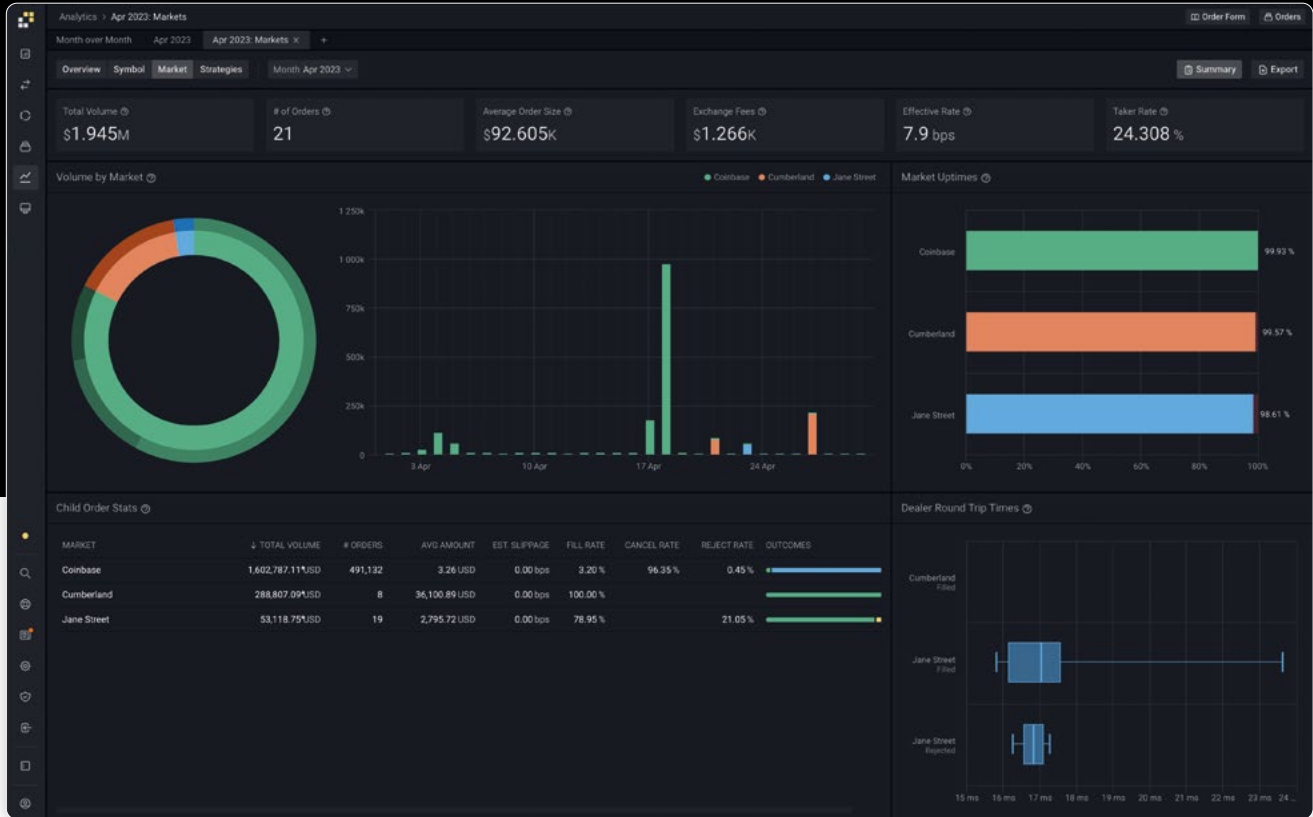 Analytics > Apr 2023: Markets
Order Form
Orders
Month over Month Apr 2023 Apr 2023: Markets × +
Overview Symbol Market Strategies Month Apr 2023
Summary
Export
Total Volume
$1.945M
# of Orders
21
Average Order Size
$92.605K
Exchange Fees
$1.266K
Effective Rate
7.9 bps
Taker Rate
24.308 %
Volume by Market
Coinbase Cumberland Jane Street
1 250k
1 000k
750k
500k
250k
0
3 Apr 10 Apr 17 Apr 24 Apr
Market Uptimes
Coinbase 99.93 %
Cumberland 99.57 %
Jane Street 98.61 %
0% 20% 40% 60% 80% 100%
Child Order Stats
MARKET ↓ TOTAL VOLUME # ORDERS AVG AMOUNT EST. SLIPPAGE FILL RATE CANCEL RATE REJECT RATE OUTCOMES
Coinbase 1,602,787.11 USD 491,132 3.26 USD 0.00 bps 3.20 % 96.35 % 0.45 %
Cumberland 288,807.09 USD 8 36,100.89 USD 0.00 bps 100.00 %
Jane Street 53,118.75 USD 19 2,795.72 USD 0.00 bps 78.95 % 21.05 %
Dealer Round Trip Times
Cumberland
Filled
Jane Street
Filled
Jane Street
Rejected
15 ms 16 ms 17 ms 18 ms 19 ms 20 ms 21 ms 22 ms 23 ms 24 ...